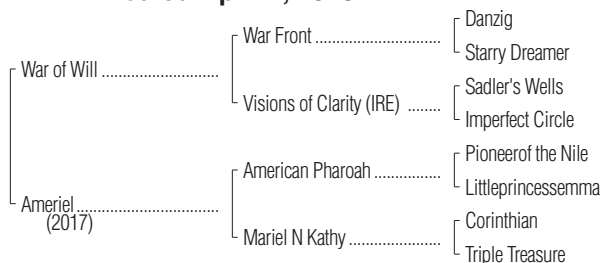 Danzig
War Front
Starry Dreamer
War of Will
Sadler's Wells
Visions of Clarity (IRE)
Imperfect Circle
Pioneerof the Nile
American Pharoah
Littleprincessemma
Ameriel
(2017)
Corinthian
Mariel N Kathy
Triple Treasure